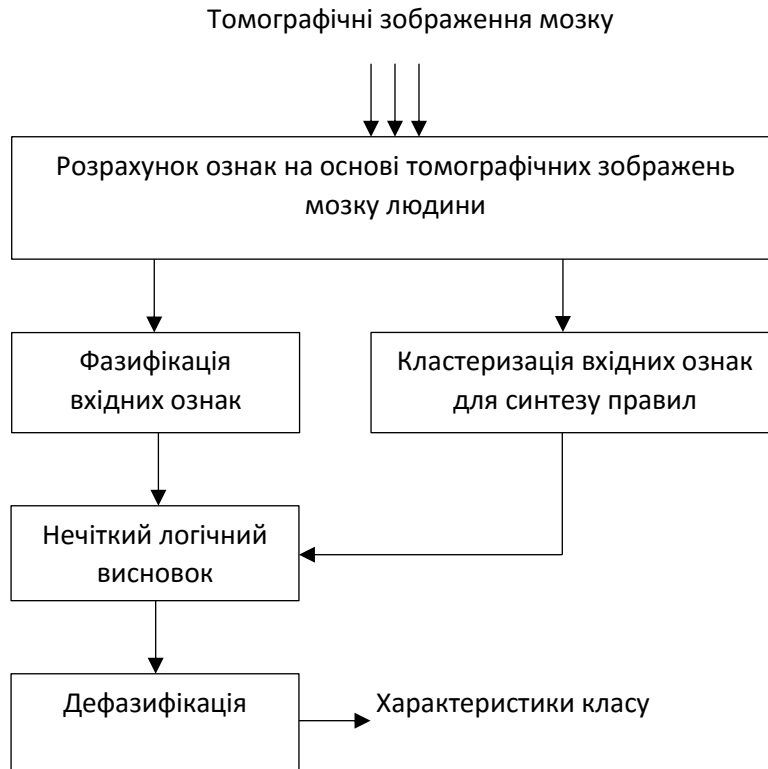 Томографічні зображення мозку
Розрахунок ознак на основі томографічних зображень
мозку людини
Фазифікація
вхідних ознак
Кластеризація вхідних ознак
для синтезу правил
Нечіткий логічний
висновок
Дефазифікація
Характеристики класу